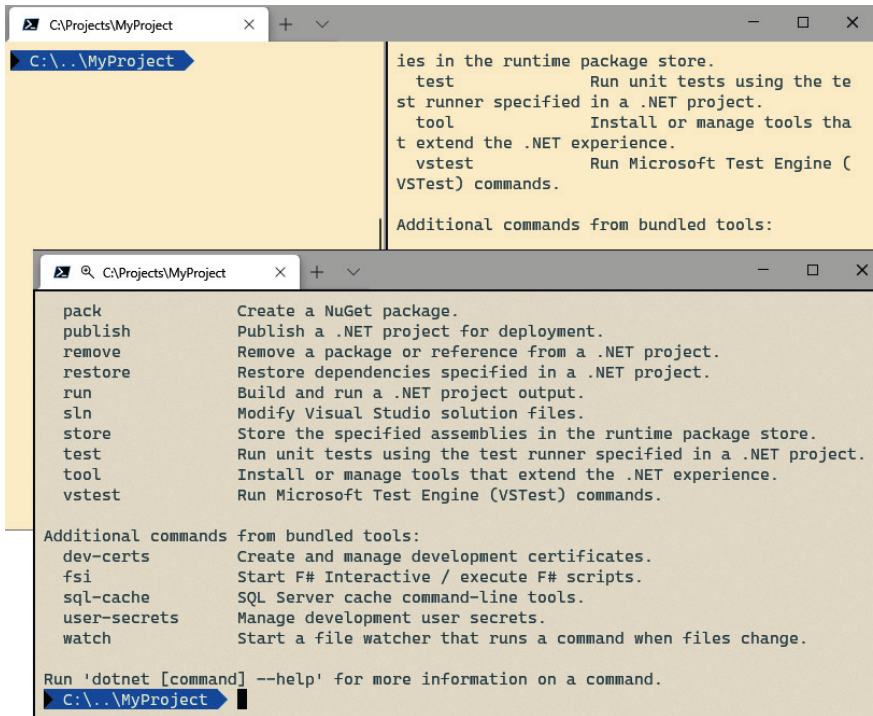 C:\Projects\MyProject
C:\..\MyProject
ies in the runtime package store.
test Run unit tests using the te
st runner specified in a .NET project.
tool Install or manage tools tha
t extend the .NET experience.
vstest Run Microsoft Test Engine (
VSTest) commands.
Additional commands from bundled tools:
C:\Projects\MyProject
pack Create a NuGet package.
publish Publish a .NET project for deployment.
remove Remove a package or reference from a .NET project.
restore Restore dependencies specified in a .NET project.
run Build and run a .NET project output.
sln Modify Visual Studio solution files.
store Store the specified assemblies in the runtime package store.
test Run unit tests using the test runner specified in a .NET project.
tool Install or manage tools that extend the .NET experience.
vstest Run Microsoft Test Engine (VSTest) commands.
Additional commands from bundled tools:
dev-certs Create and manage development certificates.
fsi Start F# Interactive / execute F# scripts.
sql-cache SQL Server cache command-line tools.
user-secrets Manage development user secrets.
watch Start a file watcher that runs a command when files change.
Run 'dotnet [command] --help' for more information on a command.
C:\..\MyProject